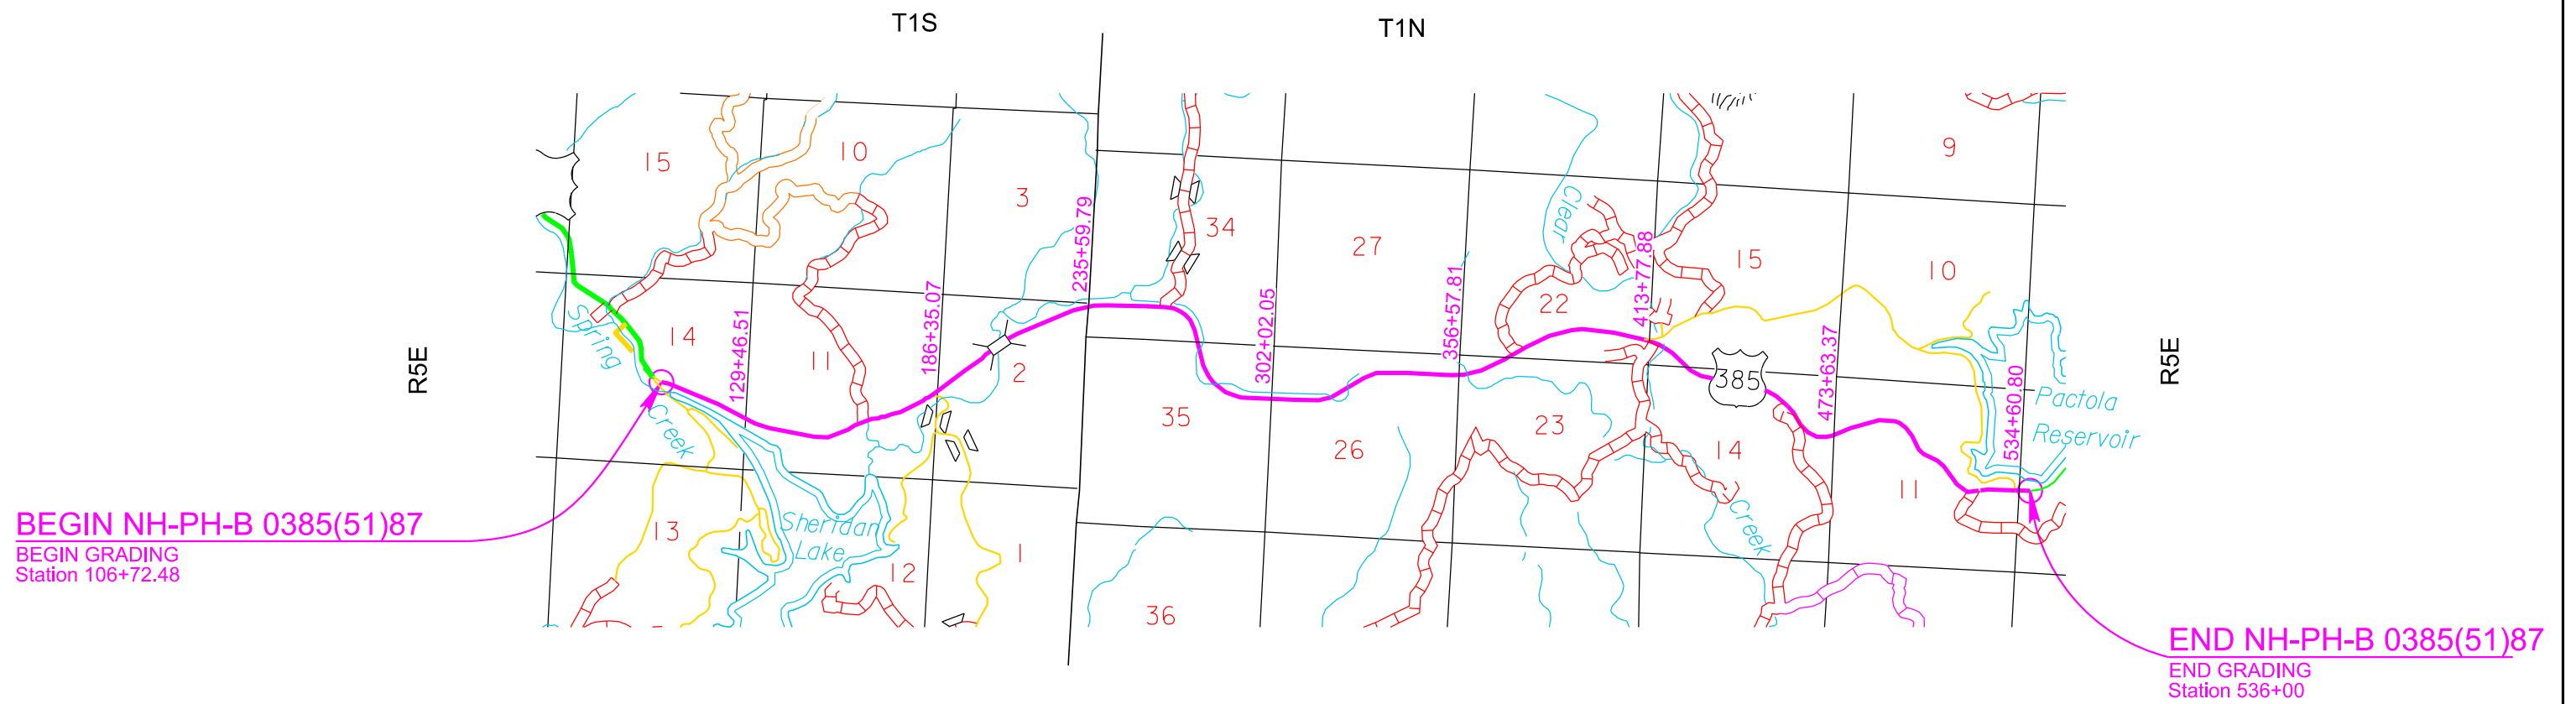 T1S
T1N
R5E
R5E
15
10
3
34
27
15
9
10
14
11
2
35
26
22
23
14
11
13
12
1
36
Spring
Creek
Sheridan
Lake
Clear
Creek
Pactola
Reservoir
385
129+46.51
186+35.07
235+59.79
302+02.05
356+57.81
413+77.88
473+63.37
534+60.80
BEGIN NH-PH-B 0385(51)87
BEGIN GRADING
Station 106+72.48
END NH-PH-B 0385(51)87
END GRADING
Station 536+00